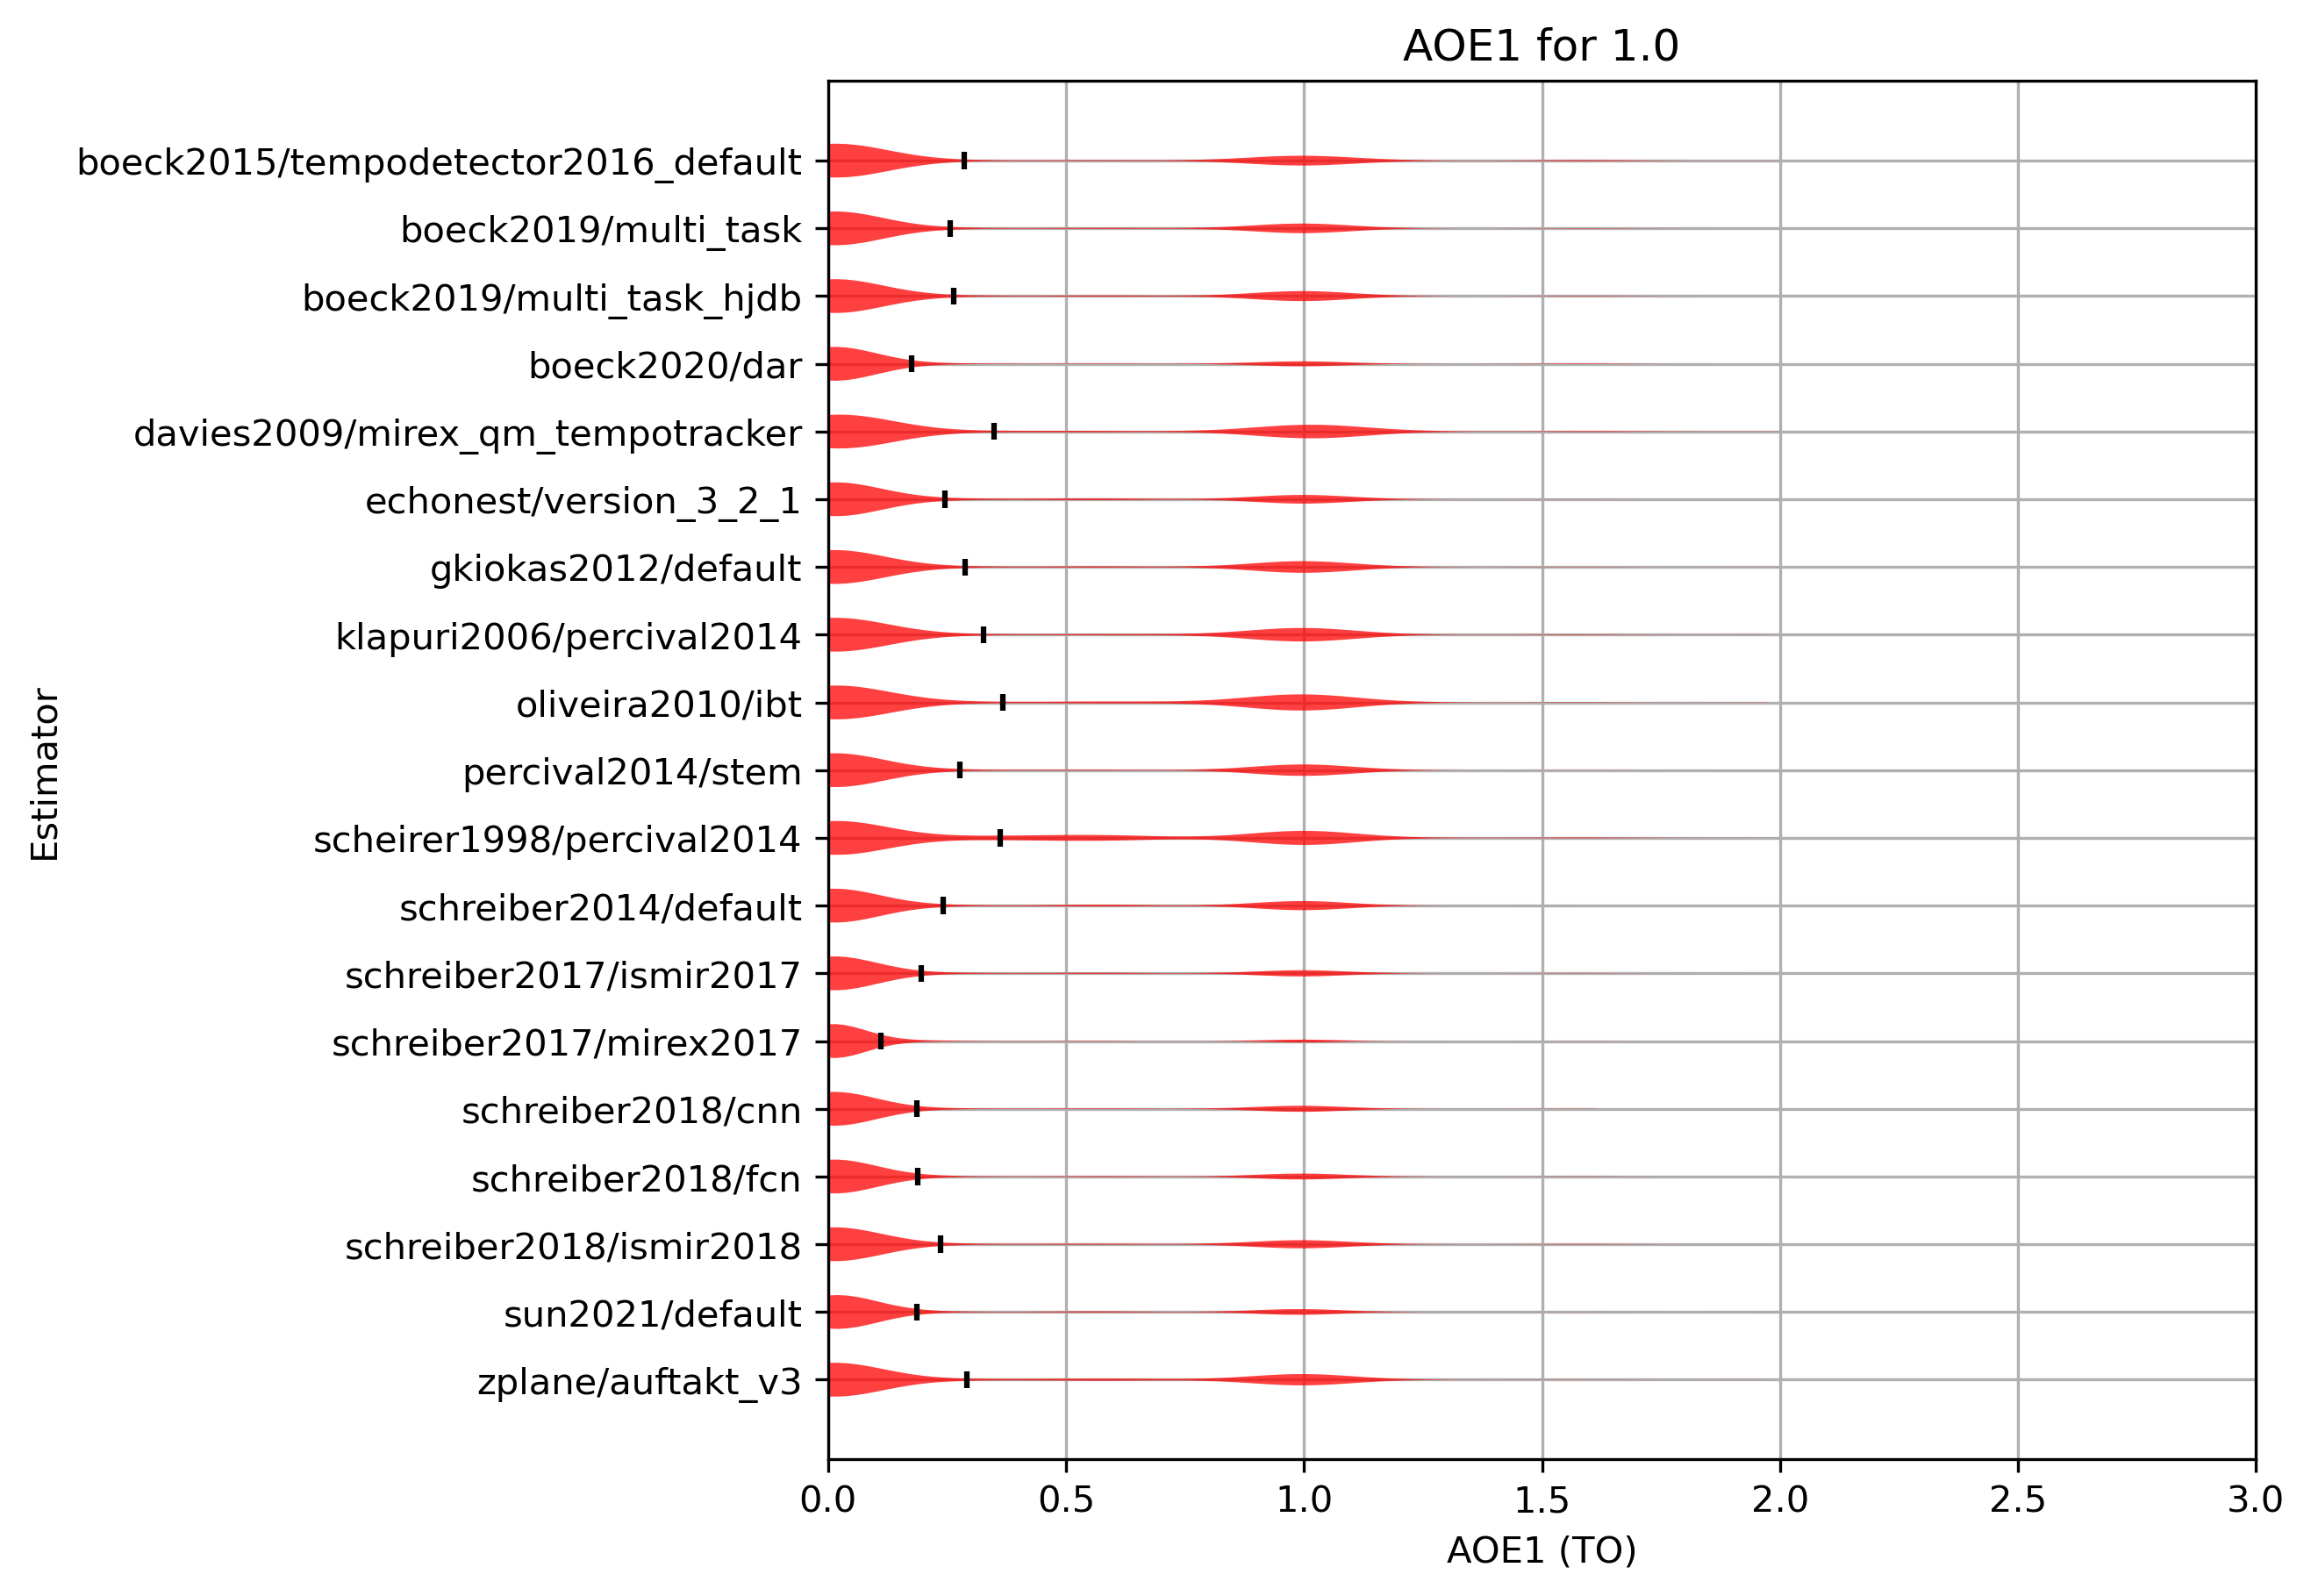 AOE1 for 1.0
boeck2015/tempodetector2016_default
boeck2019/multi_task
boeck2019/multi_task_hjdb
boeck2020/dar
davies2009/mirex_qm_tempotracker
echonest/version_3_2_1
gkiokas2012/default
klapuri2006/percival2014
oliveira2010/ibt
percival2014/stem
scheirer1998/percival2014
schreiber2014/default
schreiber2017/ismir2017
schreiber2017/mirex2017
schreiber2018/cnn
schreiber2018/fcn
schreiber2018/ismir2018
sun2021/default
zplane/auftakt_v3
Estimator
0.0 0.5 1.0 1.5 2.0 2.5 3.0
AOE1 (TO)